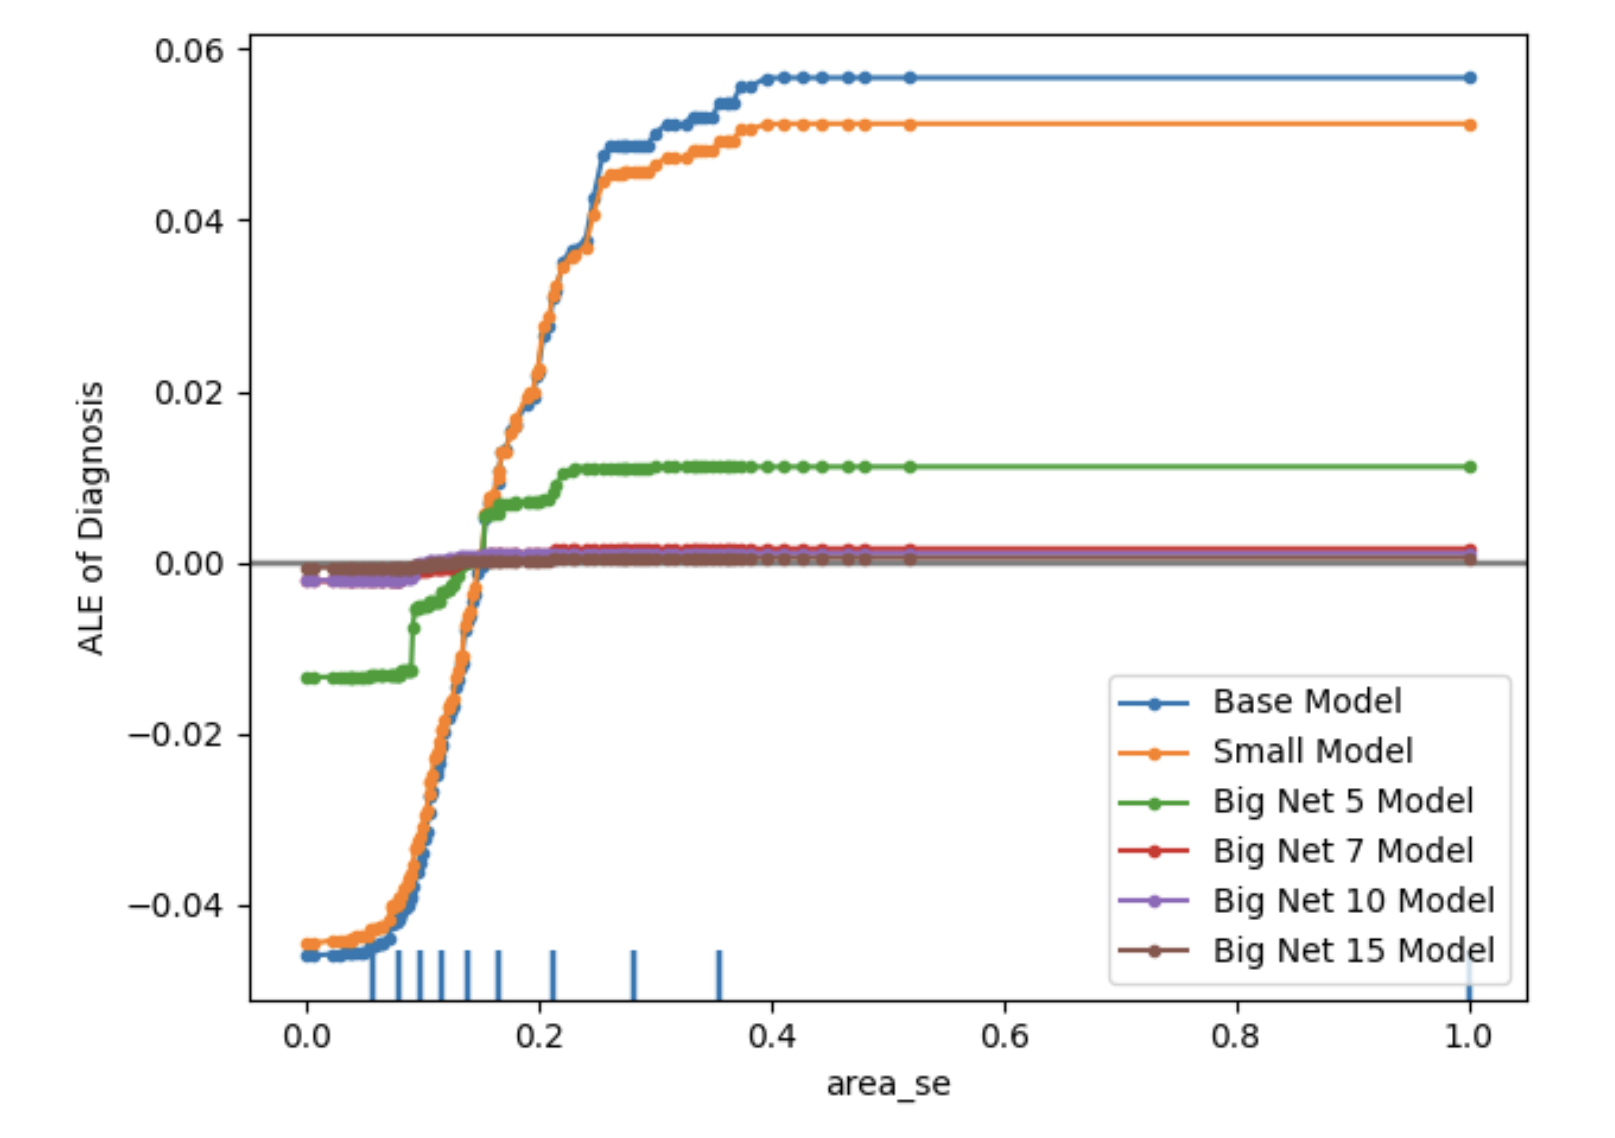 0.06
0.04
0.02
0.00
−0.02
−0.04
ALE of Diagnosis
Base Model
Small Model
Big Net 5 Model
Big Net 7 Model
Big Net 10 Model
Big Net 15 Model
0.0 0.2 0.4 0.6 0.8 1.0
area_se